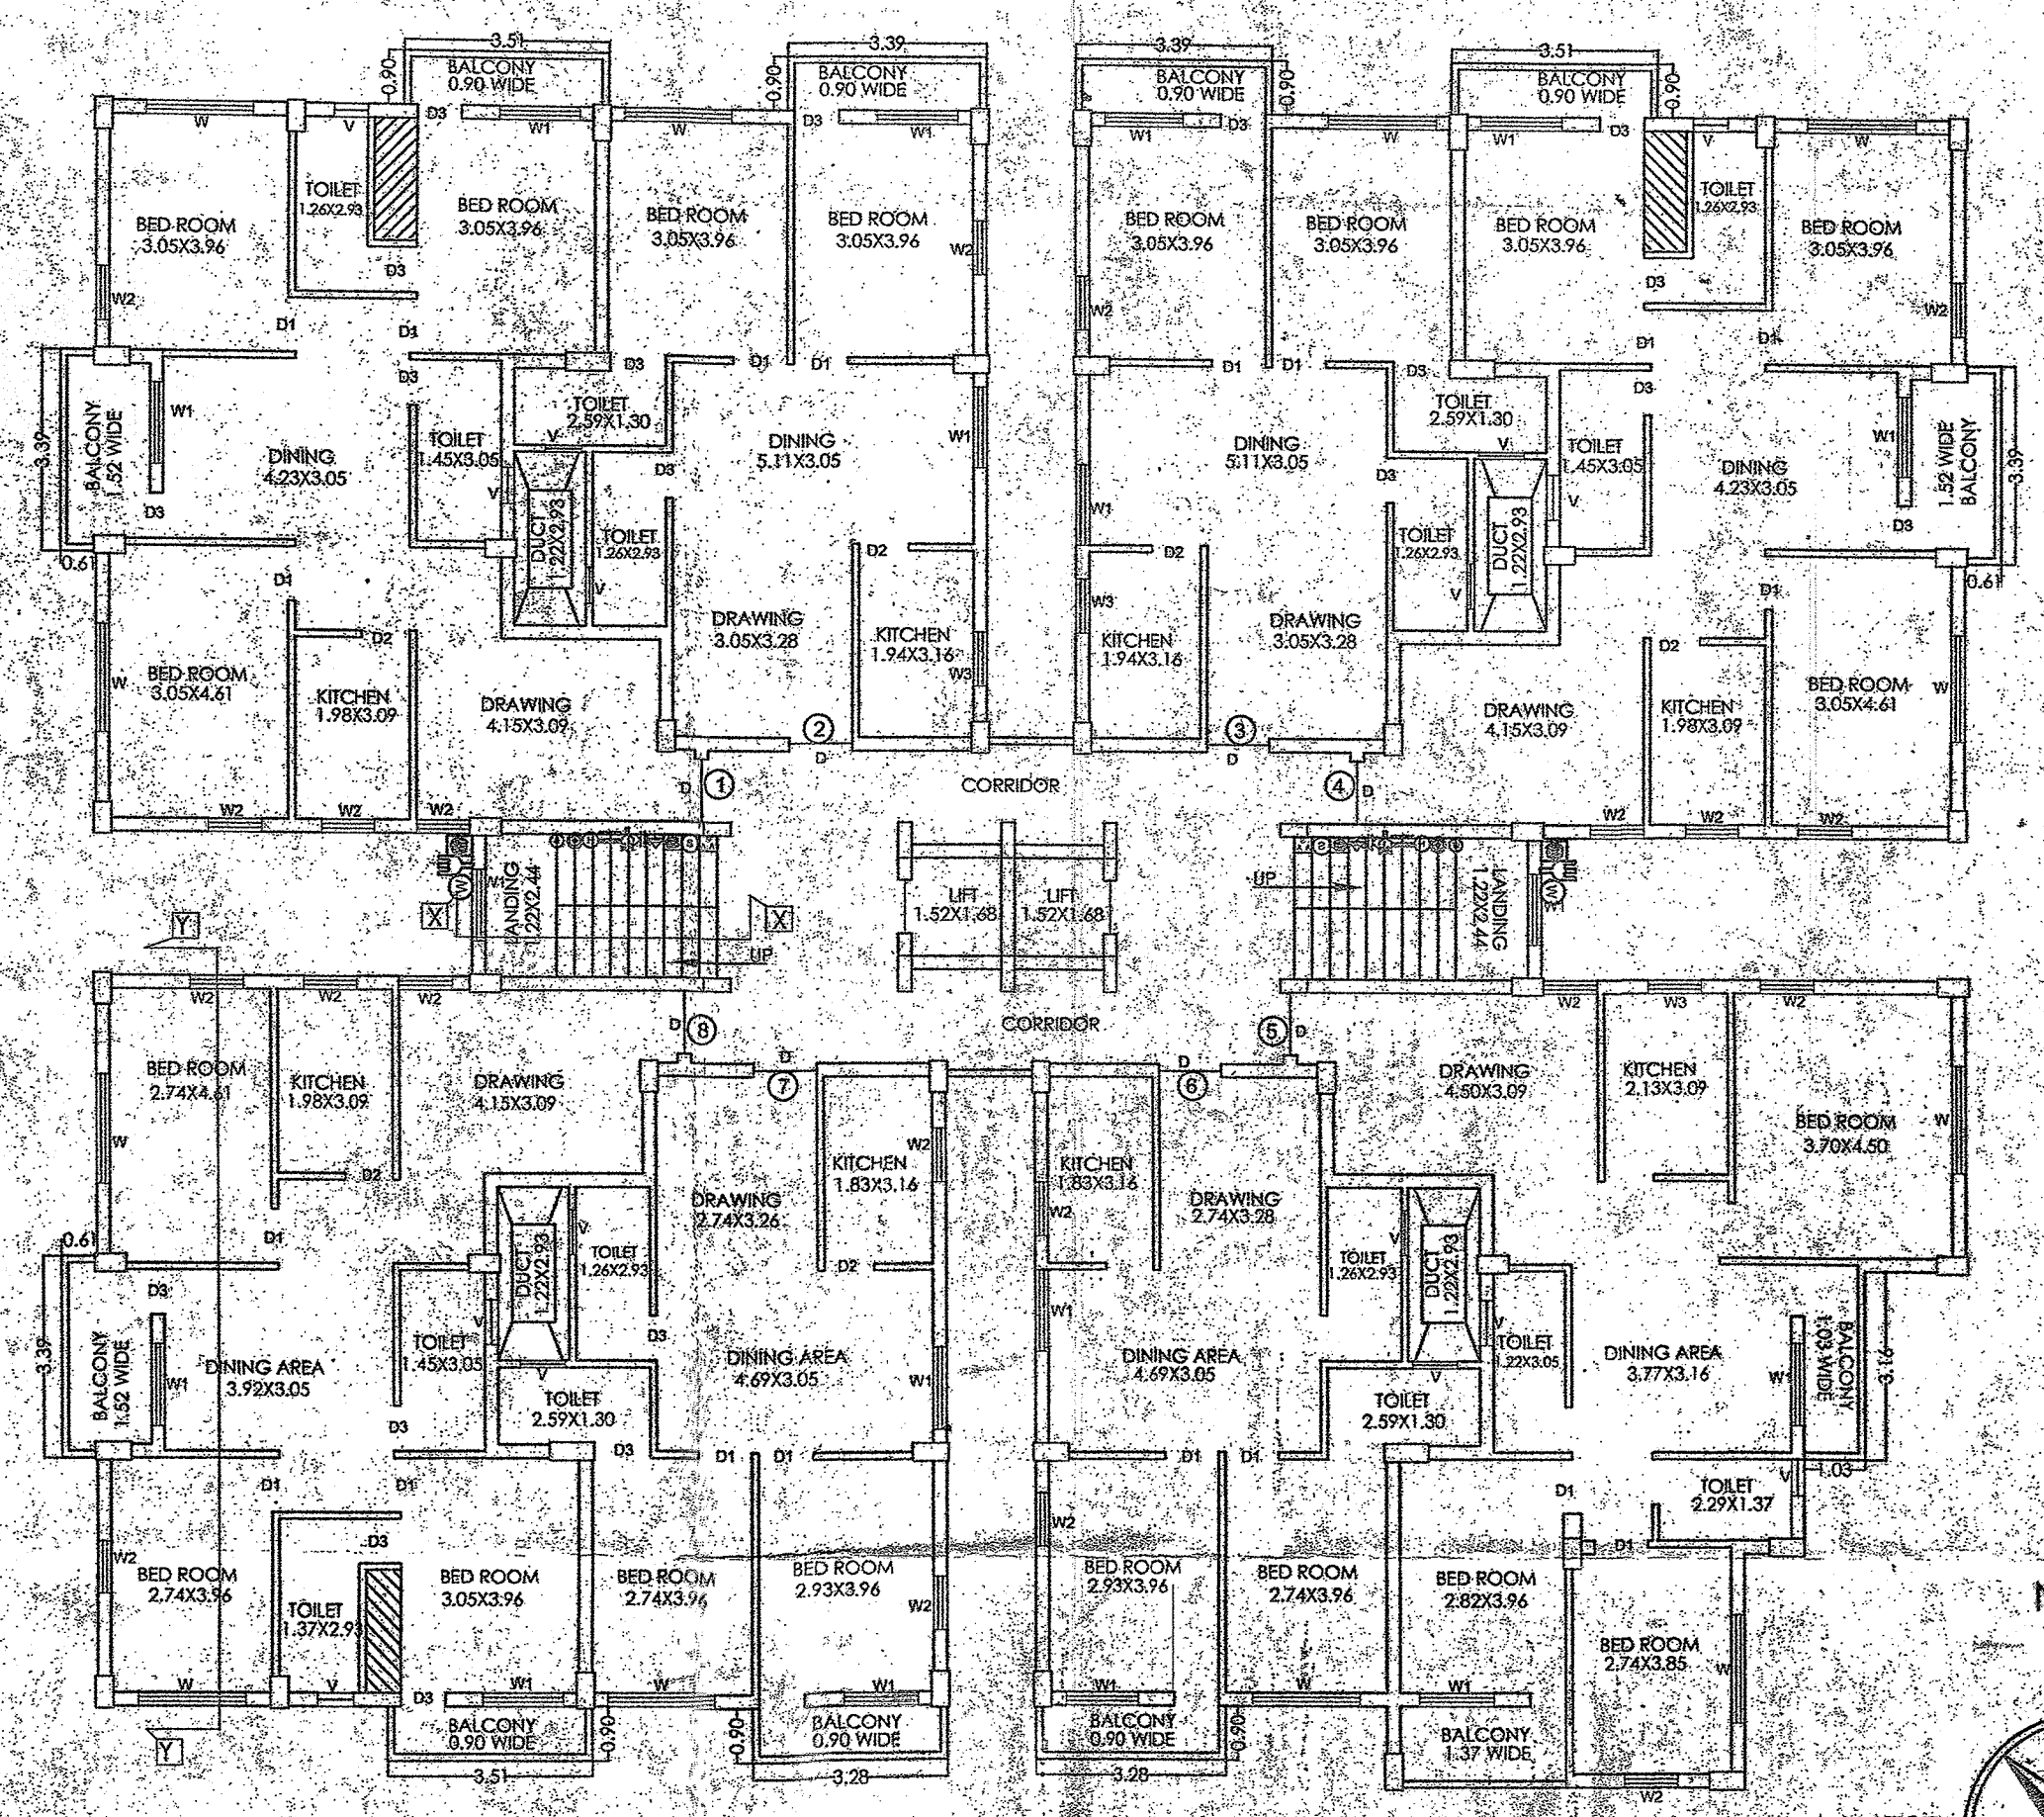 3.51
3.39
3.39
3.51
0.90
BALCONY
0.90 WIDE
0.90
BALCONY
0.90 WIDE
BALCONY
0.90 WIDE
0.90
BALCONY
0.90 WIDE
0.90
W
V
D3
W1
W
D3
W1
W1
D3
W
W1
D3
V
W
BED ROOM
3.05X3.96
TOILET
1.26X2.93
BED ROOM
3.05X3.96
BED ROOM
3.05X3.96
BED ROOM
3.05X3.96
BED ROOM
3.05X3.96
BED ROOM
3.05X3.96
BED ROOM
3.05X3.96
TOILET
1.26X2.93
BED ROOM
3.05X3.96
W2
D3
W2
W2
D3
W2
D1
D1
D3
D3
D1
D1
D1
D1
D3
D1
D3
D1
3.39
BALCONY
1.52 WIDE
W1
D3
DINING
4.23X3.05
TOILET
1.45X3.05
V
TOILET
2.59X1.30
V
D3
DUCT
1.22X2.93
TOILET
1.26X2.93
V
DINING
5.11X3.05
W1
D2
DINING
5.11X3.05
W1
D2
D3
TOILET
2.59X1.30
V
TOILET
1.26X2.93
V
DUCT
1.22X2.93
TOILET
1.45X3.05
V
DINING
4.23X3.05
W1
D3
1.52 WIDE
BALCONY
3.39
0.61
0.61
D1
D2
D1
D2
BED ROOM
3.05X4.61
W
KITCHEN
1.98X3.09
DRAWING
4.15X3.09
DRAWING
3.05X3.28
KITCHEN
1.94X3.16
W3
W3
KITCHEN
1.94X3.16
DRAWING
3.05X3.28
DRAWING
4.15X3.09
KITCHEN
1.98X3.09
BED ROOM
3.05X4.61
W
2
D
3
D
D
1
CORRIDOR
4
D
W2
W2
W2
W2
W2
W2
W
W1
LANDING
1.22X2.44
X
X
UP
LIFT
1.52X1.68
LIFT
1.52X1.68
UP
LANDING
1.22X2.44
W
Y
W2
W2
W2
W2
W3
W2
D
8
CORRIDOR
5
D
D
7
D
6
BED ROOM
2.74X4.61
W
KITCHEN
1.98X3.09
DRAWING
4.15X3.09
D2
D1
DRAWING
2.74X3.26
KITCHEN
1.83X3.16
W2
D2
KITCHEN
1.83X3.16
W2
DRAWING
2.74X3.28
DRAWING
4.50X3.09
KITCHEN
2.13X3.09
BED ROOM
3.70X4.50
W
0.61
3.39
D3
BALCONY
1.52 WIDE
W1
DINING AREA
3.92X3.05
TOILET
1.45X3.05
V
D3
DUCT
1.22X2.93
V
TOILET
1.26X2.93
D3
V
TOILET
2.59X1.30
D3
DINING AREA
4.69X3.05
W1
W1
DINING AREA
4.69X3.05
TOILET
1.26X2.93
V
DUCT
1.22X2.93
V
TOILET
2.59X1.30
V
TOILET
1.22X3.05
DINING AREA
3.77X3.16
W1
BALCONY
1.03 WIDE
3.16
1.03
D1
D1
D1
D1
D1
D1
D1
TOILET
2.29X1.37
V
D1
W2
BED ROOM
2.74X3.96
D3
TOILET
1.37X2.93
BED ROOM
3.05X3.96
BED ROOM
2.74X3.96
BED ROOM
2.93X3.96
W2
W2
BED ROOM
2.93X3.96
BED ROOM
2.74X3.96
BED ROOM
2.82X3.96
BED ROOM
2.74X3.85
W
W
V
D3
W1
W
W1
W1
W
W1
Y
BALCONY
0.90 WIDE
0.90
0.90
BALCONY
0.90 WIDE
BALCONY
0.90 WIDE
0.90
BALCONY
1.37 WIDE
3.51
3.28
3.28
W2